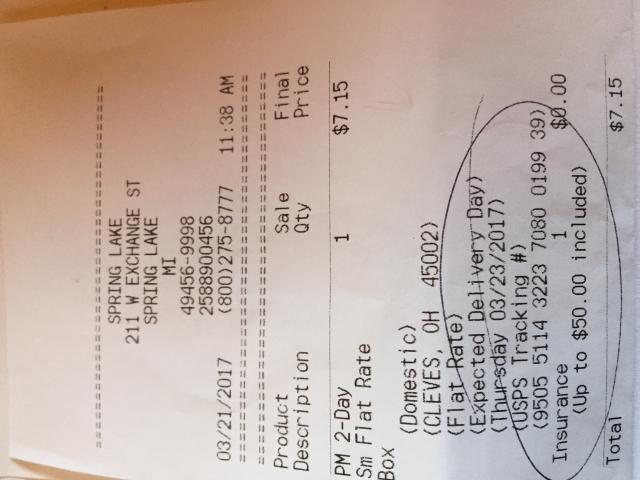 ====================================
SPRING LAKE
211 W EXCHANGE ST
SPRING LAKE
MI
49456-9998
2588900456
03/21/2017 (800)275-8777 11:38 AM
====================================
====================================
Product Sale Final
Description Qty Price
PM 2-Day 1 $7.15
Sm Flat Rate
Box
(Domestic)
(CLEVES, OH 45002)
(Flat Rate)
(Expected Delivery Day)
(Thursday 03/23/2017)
(USPS Tracking #)
(9505 5114 3223 7080 0199 39)
Insurance 1 $0.00
(Up to $50.00 included)
Total $7.15